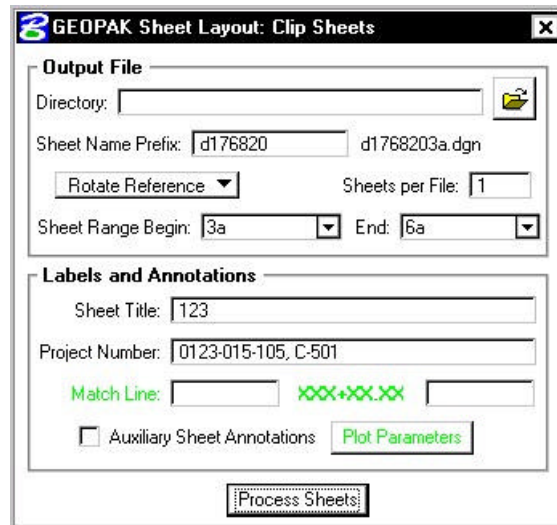 GEOPAK Sheet Layout: Clip Sheets
Output File
Directory:
Sheet Name Prefix: d176820 d1768203a.dgn
Rotate Reference Sheets per File: 1
Sheet Range Begin: 3a End: 6a
Labels and Annotations
Sheet Title: 123
Project Number: 0123-015-105, C-501
Match Line: XXX+XX.XX
Auxiliary Sheet Annotations Plot Parameters
Process Sheets